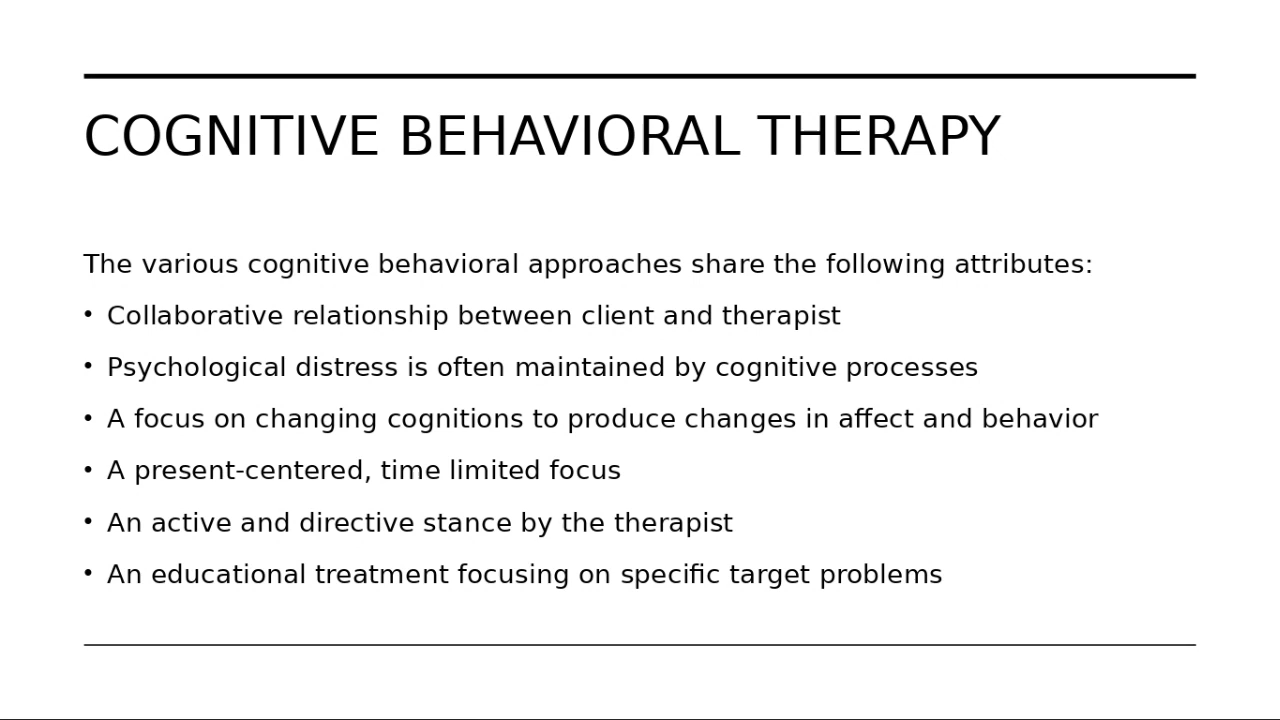 COGNITIVE BEHAVIORAL THERAPY
The various cognitive behavioral approaches share the following attributes:
• Collaborative relationship between client and therapist
• Psychological distress is often maintained by cognitive processes
• A focus on changing cognitions to produce changes in affect and behavior
• A present-centered, time limited focus
• An active and directive stance by the therapist
• An educational treatment focusing on specific target problems